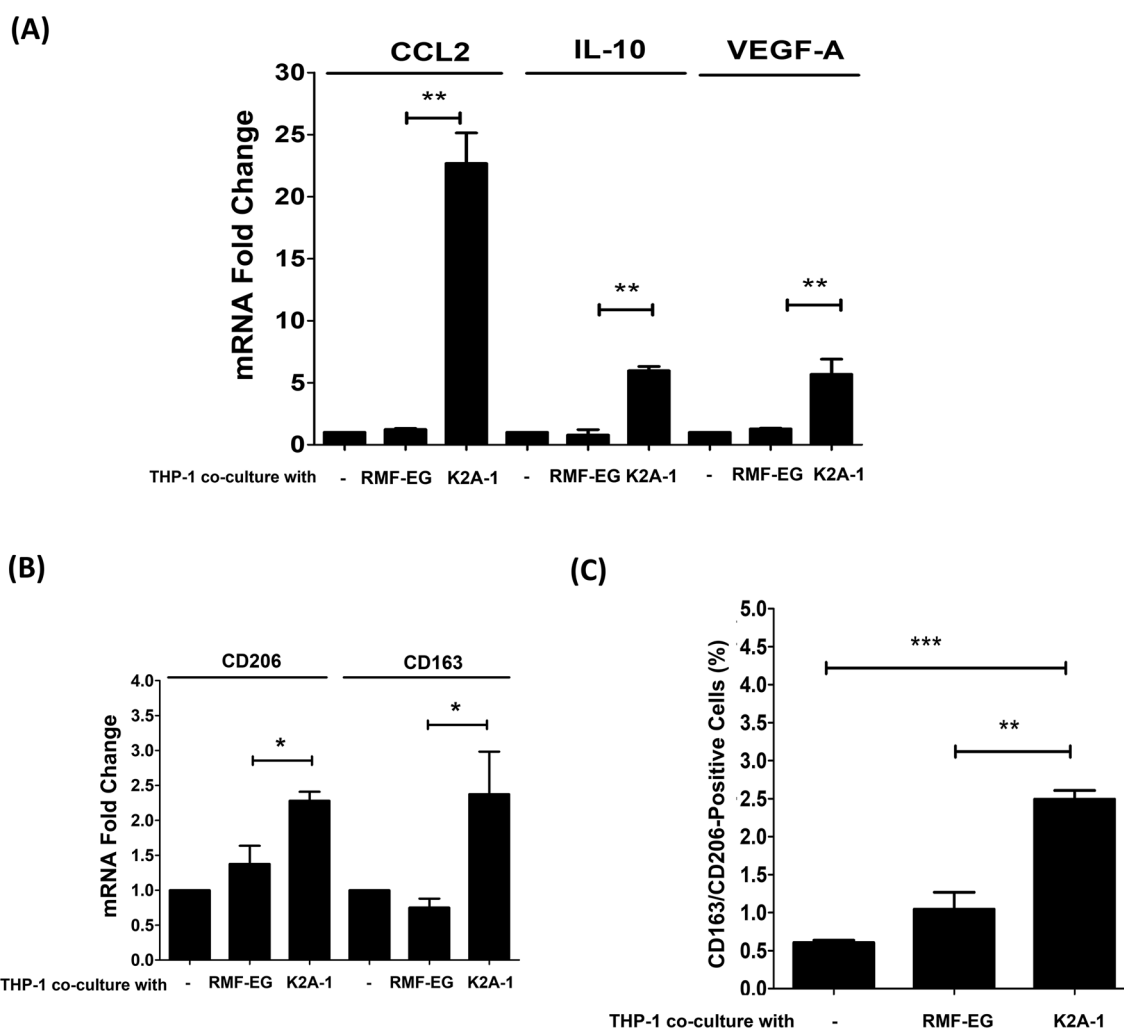 (A)
CCL2 IL-10 VEGF-A
mRNA Fold Change
30
25
20
15
10
5
0
** ** **
THP-1 co-culture with - RMF-EG K2A-1 - RMF-EG K2A-1 - RMF-EG K2A-1
(B)
CD206 CD163
mRNA Fold Change
4.0
3.5
3.0
2.5
2.0
1.5
1.0
0.5
0.0
* *
THP-1 co-culture with - RMF-EG K2A-1 - RMF-EG K2A-1
(C)
CD163/CD206-Positive Cells (%)
5.0
4.5
4.0
3.5
3.0
2.5
2.0
1.5
1.0
0.5
0.0
***
**
THP-1 co-culture with - RMF-EG K2A-1